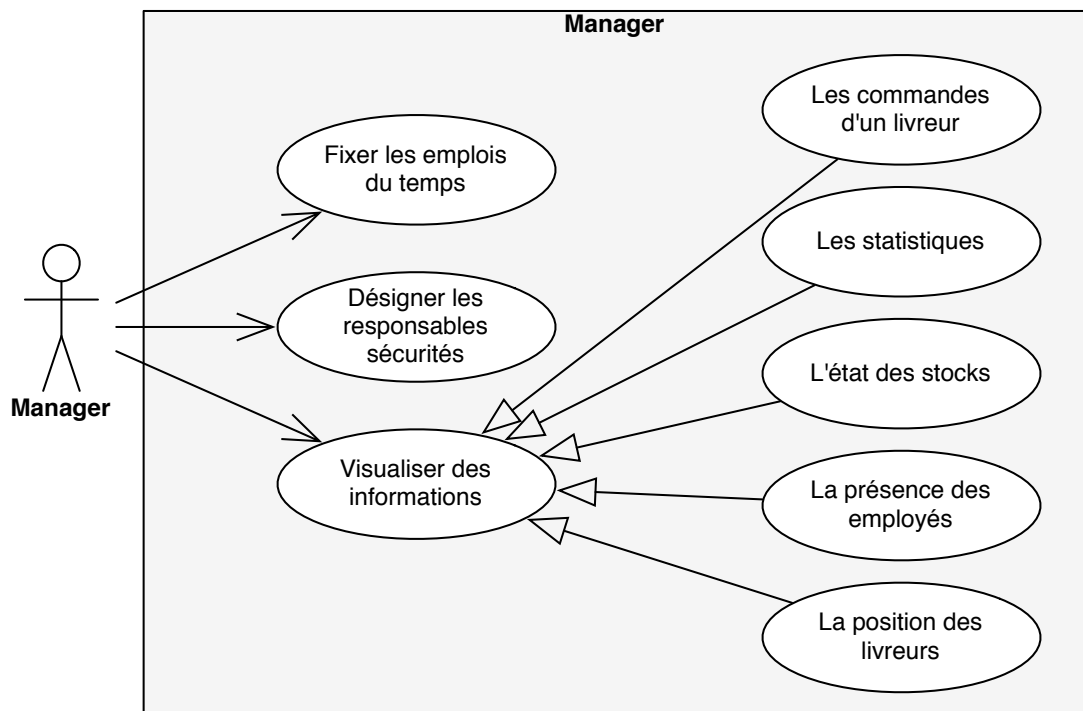 Manager
Les commandes
d'un livreur
Fixer les emplois
du temps
Les statistiques
Désigner les
responsables
sécurités
L'état des stocks
Manager
Visualiser des
informations
La présence des
employés
La position des
livreurs